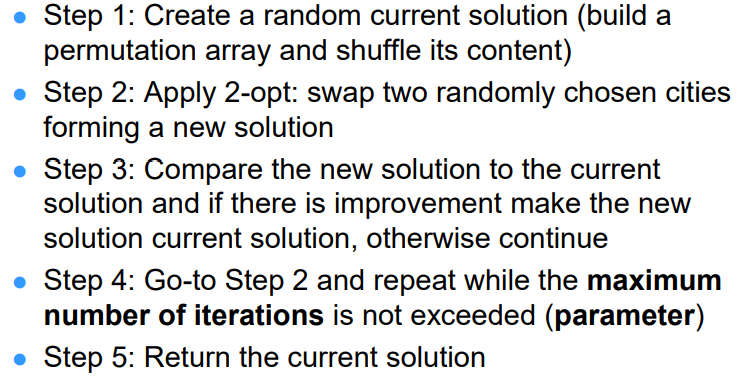 Step 1: Create a random current solution (build a
permutation array and shuffle its content)
Step 2: Apply 2-opt: swap two randomly chosen cities
forming a new solution
Step 3: Compare the new solution to the current
solution and if there is improvement make the new
solution current solution, otherwise continue
Step 4: Go-to Step 2 and repeat while the maximum
number of iterations is not exceeded (parameter)
Step 5: Return the current solution